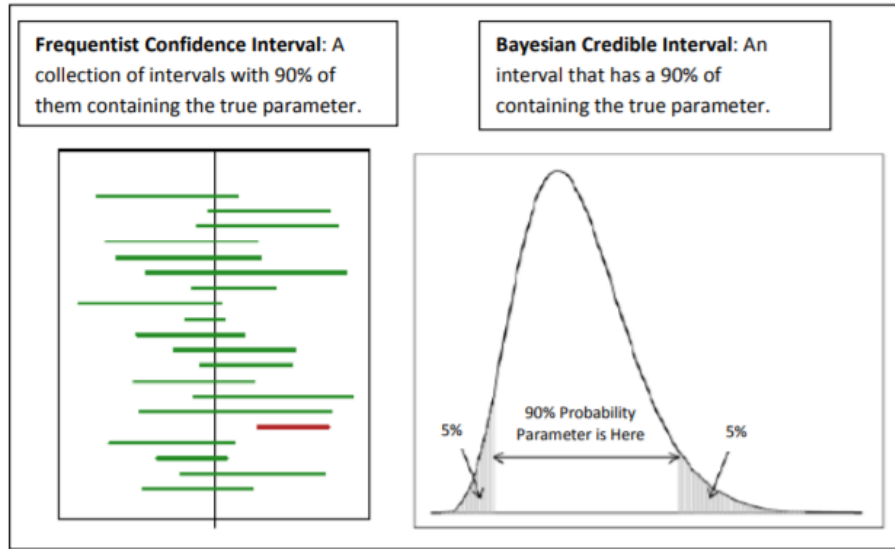 Frequentist Confidence Interval: A
collection of intervals with 90% of
them containing the true parameter.
Bayesian Credible Interval: An
interval that has a 90% of
containing the true parameter.
90% Probability
Parameter is Here
5%
5%